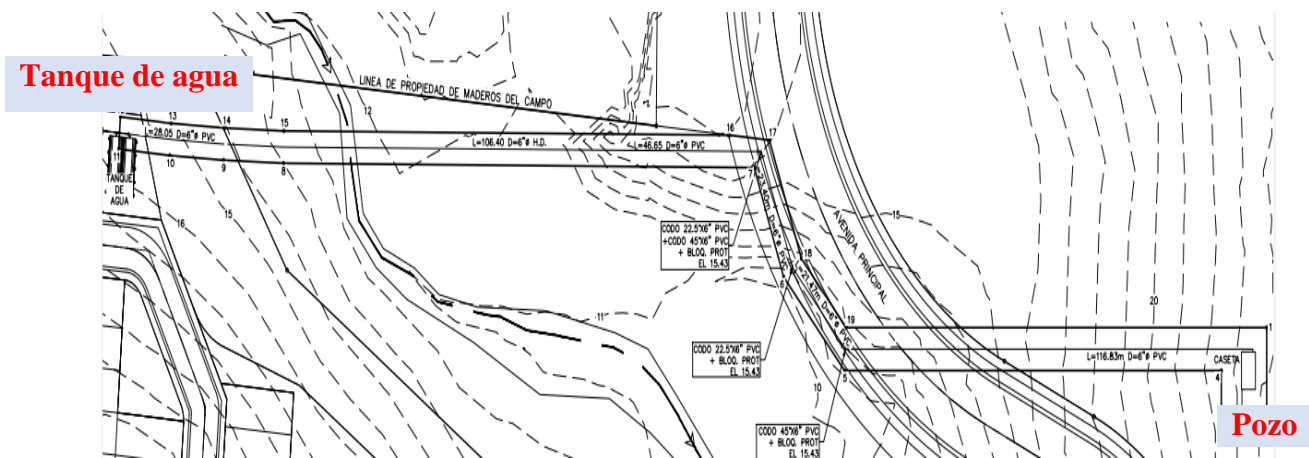 Tanque de agua
LINEA DE PROPIEDAD DE MADEROS DEL CAMPO
12
13
14
15
16
17
L=28.05 D=6"ø PVC
L=106.40 D=6"ø H.D.
L=46.65 D=6"ø PVC
11
10
9
8
7
TANQUE
DE
AGUA
16
15
L=23.40m D=6"ø PVC
CODO 22.5°X6" PVC
+CODO 45°X6" PVC
+ BLOQ. PROT
EL 15.43
18
6
L=21.47m D=6"ø PVC
AVENIDA PRINCIPAL
15
20
11
19
1
CODO 22.5°X6" PVC
+ BLOQ. PROT
EL 15.43
L=116.83m D=6"ø PVC
CASETA
5
4
10
Pozo
CODO 45°X6" PVC
+ BLOQ. PROT
EL 15.43